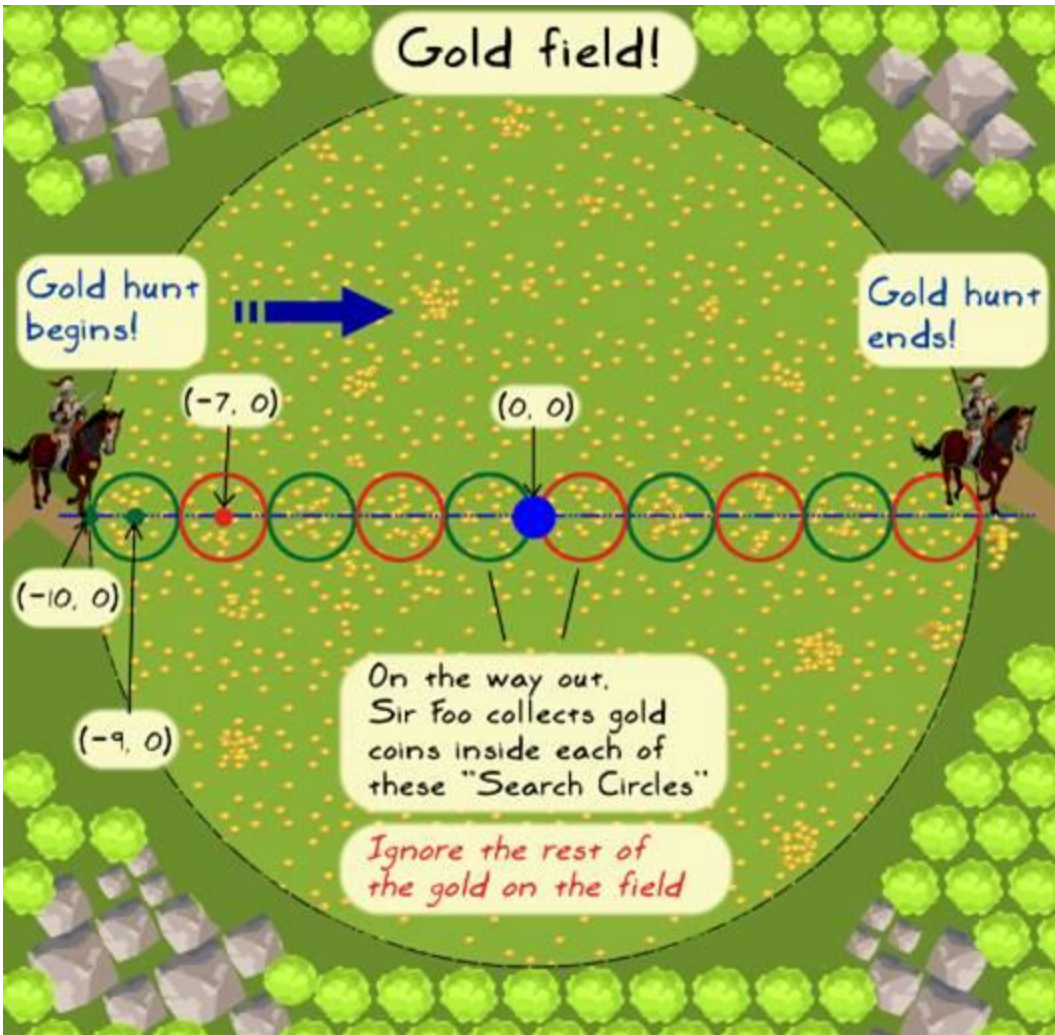 Gold field!
Gold hunt
begins!
Gold hunt
ends!
(-7, 0)
(0, 0)
(-10, 0)
(-9, 0)
On the way out,
Sir Foo collects gold
coins inside each of
these "Search Circles"
Ignore the rest of
the gold on the field